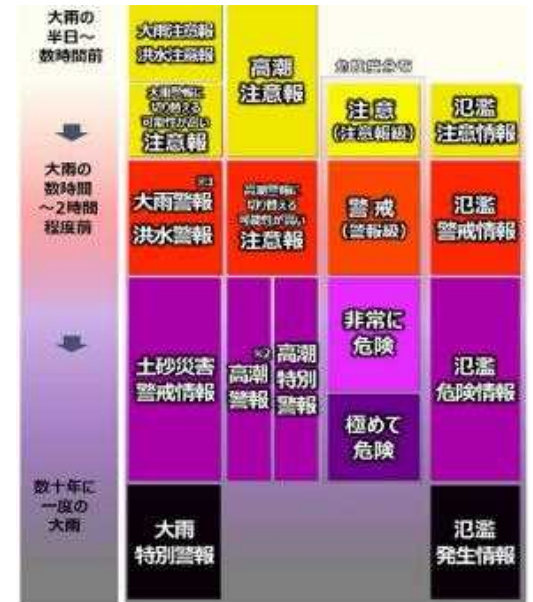 大雨の
半日～
数時間前
大雨注意報
洪水注意報
高潮
注意報
危険度分布
大雨警報に
切り替える
可能性が高い
注意報
注意
(注意報級)
氾濫
注意情報
大雨の
数時間
～2時間
程度前
大雨警報
洪水警報
高潮警報に
切り替える
可能性が高い
注意報
警戒
(警報級)
氾濫
警戒情報
土砂災害
警戒情報
※2
高潮
警報
高潮
特別
警報
非常に
危険
極めて
危険
氾濫
危険情報
数十年に
一度の
大雨
大雨
特別警報
氾濫
発生情報